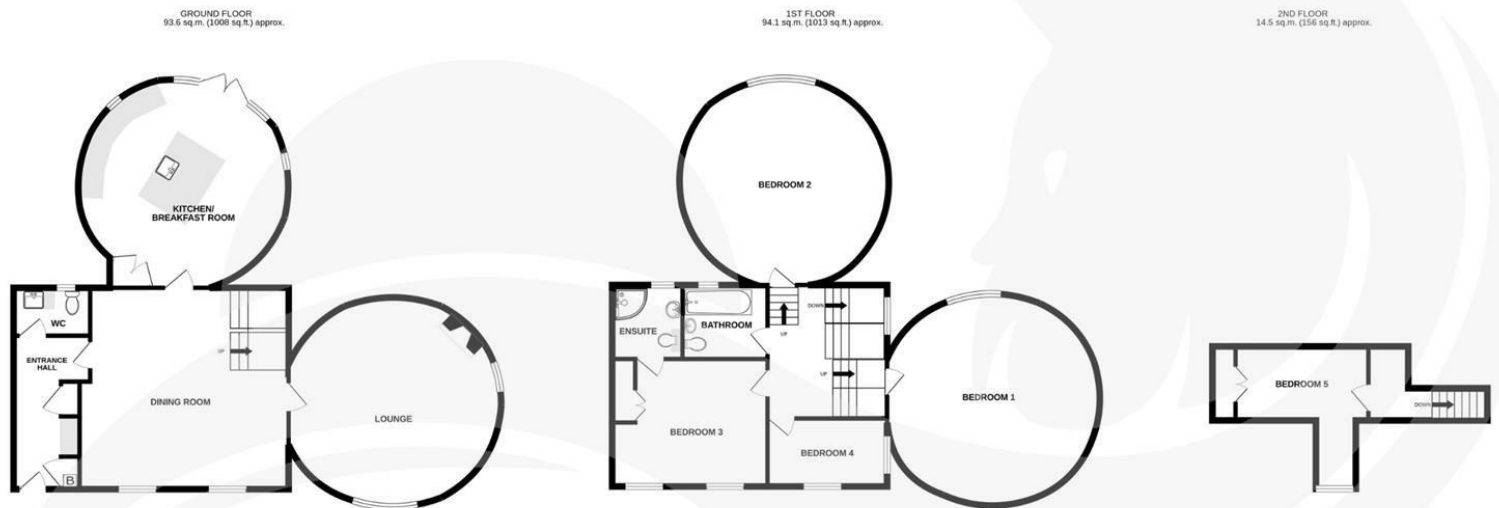 GROUND FLOOR
93.6 sq.m. (1008 sq.ft.) approx.
KITCHEN/
BREAKFAST ROOM
WC
ENTRANCE
HALL
UP
DINING ROOM
LOUNGE
B
1ST FLOOR
94.1 sq.m. (1013 sq.ft.) approx.
BEDROOM 2
DOWN
UP
ENSUITE
BATHROOM
UP
BEDROOM 1
BEDROOM 3
BEDROOM 4
2ND FLOOR
14.5 sq.m. (156 sq.ft.) approx.
BEDROOM 5
DOWN